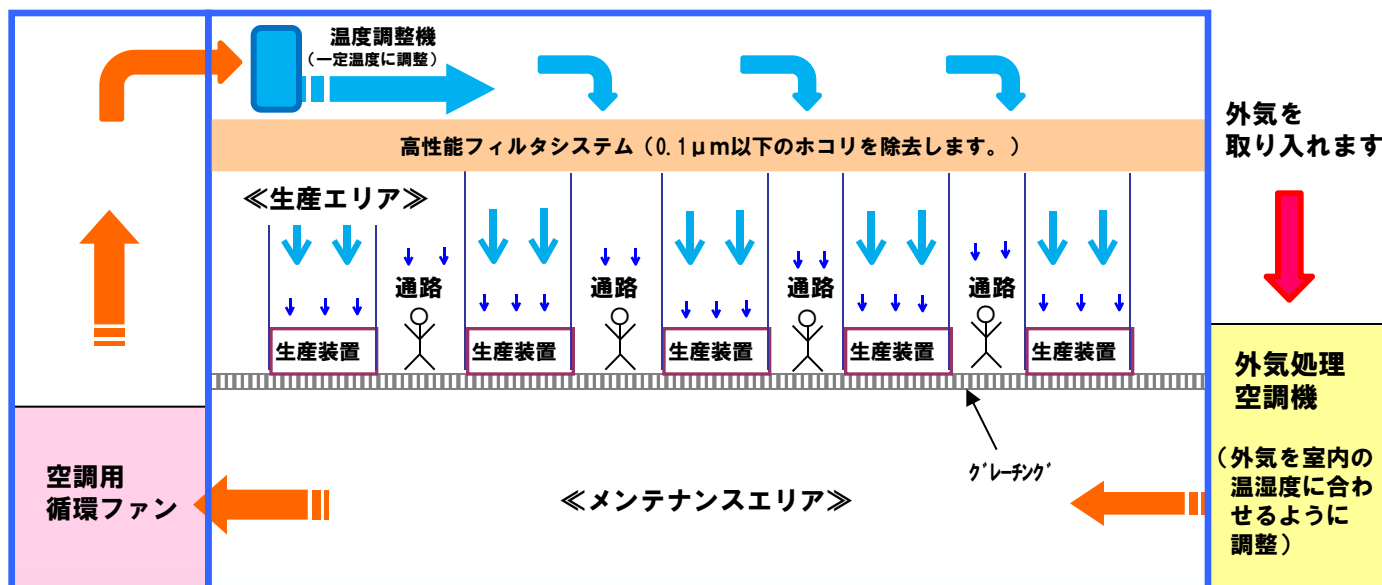 温度調整機
(一定温度に調整)
外気を
取り入れます
高性能フィルタシステム(0.1μm以下のホコリを除去します。)
≪生産エリア≫
通路
通路
通路
通路
生産装置
生産装置
生産装置
生産装置
生産装置
外気処理
空調機
(外気を室内の
温湿度に合わ
せるように
調整)
グレーチング
空調用
循環ファン
≪メンテナンスエリア≫